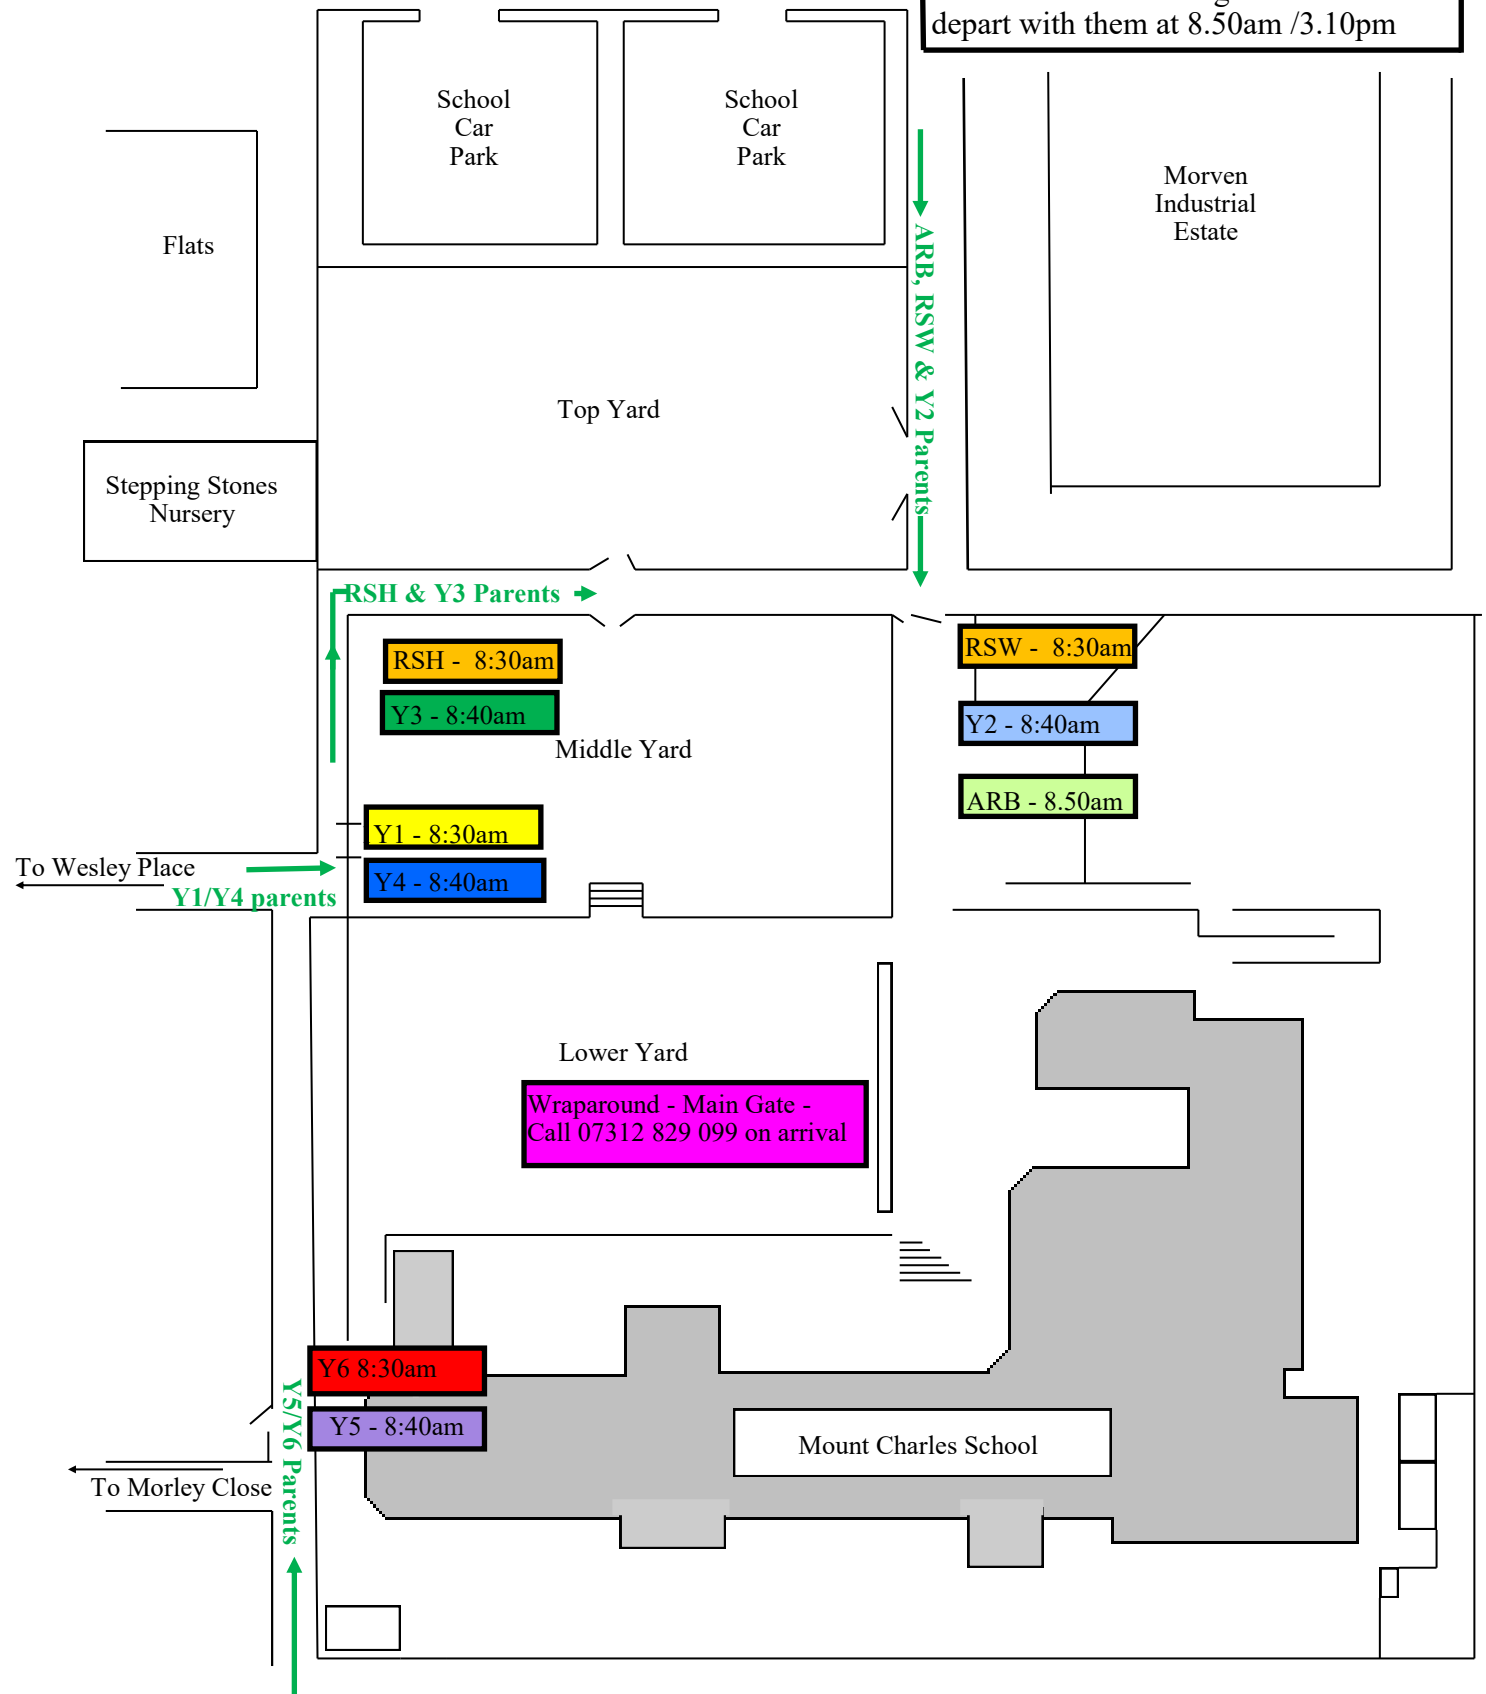 depart with them at 8.50am /3.10pm
School
Car
Park
School
Car
Park
Morven
Industrial
Estate
Flats
ARB, RSW & Y2 Parents
Top Yard
Stepping Stones
Nursery
RSH & Y3 Parents
RSH -  8:30am
RSW -  8:30am
Y3 - 8:40am
Y2 - 8:40am
Middle Yard
ARB - 8.50am
Y1 - 8:30am
To Wesley Place
Y4 - 8:40am
Y1/Y4 parents
Lower Yard
Wraparound - Main Gate -
Call 07312 829 099 on arrival
Y6 8:30am
Y5 - 8:40am
Y5/Y6 Parents
Mount Charles School
To Morley Close